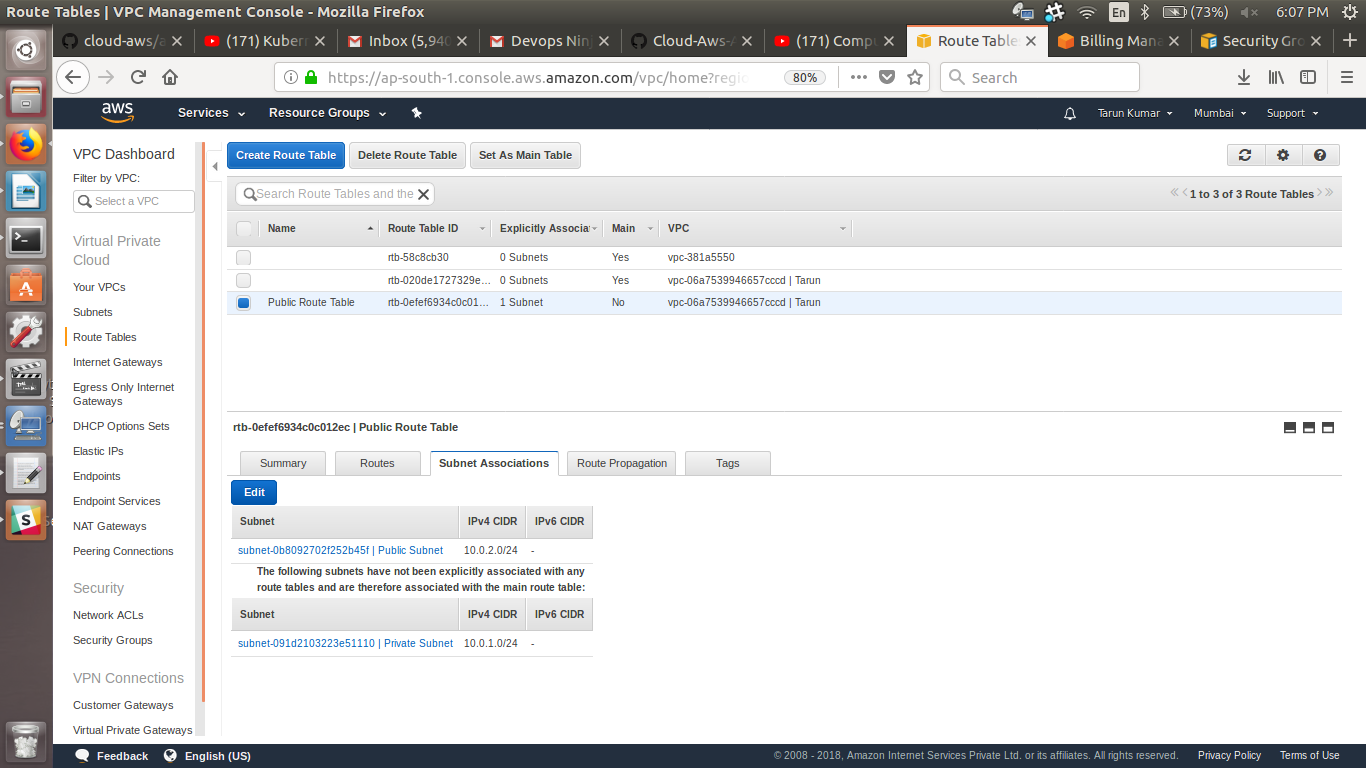 Route Tables | VPC Management Console - Mozilla Firefox
En (73%) 6:07 PM
cloud-aws/a (171) Kubern Inbox (5,940 Devops Ninj Cloud-Aws-A (171) Compu Route Table Billing Mana Security Gro
https://ap-south-1.console.aws.amazon.com/vpc/home?regio 80% Search
aws Services Resource Groups Tarun Kumar Mumbai Support
VPC Dashboard
Filter by VPC:
Select a VPC
Virtual Private
Cloud
Your VPCs
Subnets
Route Tables
Internet Gateways
Egress Only Internet
Gateways
DHCP Options Sets
Elastic IPs
Endpoints
Endpoint Services
NAT Gateways
Peering Connections
Security
Network ACLs
Security Groups
VPN Connections
Customer Gateways
Virtual Private Gateways
Create Route Table Delete Route Table Set As Main Table
Search Route Tables and the 1 to 3 of 3 Route Tables
Name Route Table ID Explicitly Associa Main VPC
rtb-58c8cb30 0 Subnets Yes vpc-381a5550
rtb-020de1727329e... 0 Subnets Yes vpc-06a7539946657cccd | Tarun
Public Route Table rtb-0efef6934c0c01... 1 Subnet No vpc-06a7539946657cccd | Tarun
rtb-0efef6934c0c012ec | Public Route Table
Summary Routes Subnet Associations Route Propagation Tags
Edit
Subnet IPv4 CIDR IPv6 CIDR
subnet-0b8092702f252b45f | Public Subnet 10.0.2.0/24 -
The following subnets have not been explicitly associated with any
route tables and are therefore associated with the main route table:
Subnet IPv4 CIDR IPv6 CIDR
subnet-091d2103223e51110 | Private Subnet 10.0.1.0/24 -
Feedback English (US) © 2008 - 2018, Amazon Internet Services Private Ltd. or its affiliates. All rights reserved. Privacy Policy Terms of Use